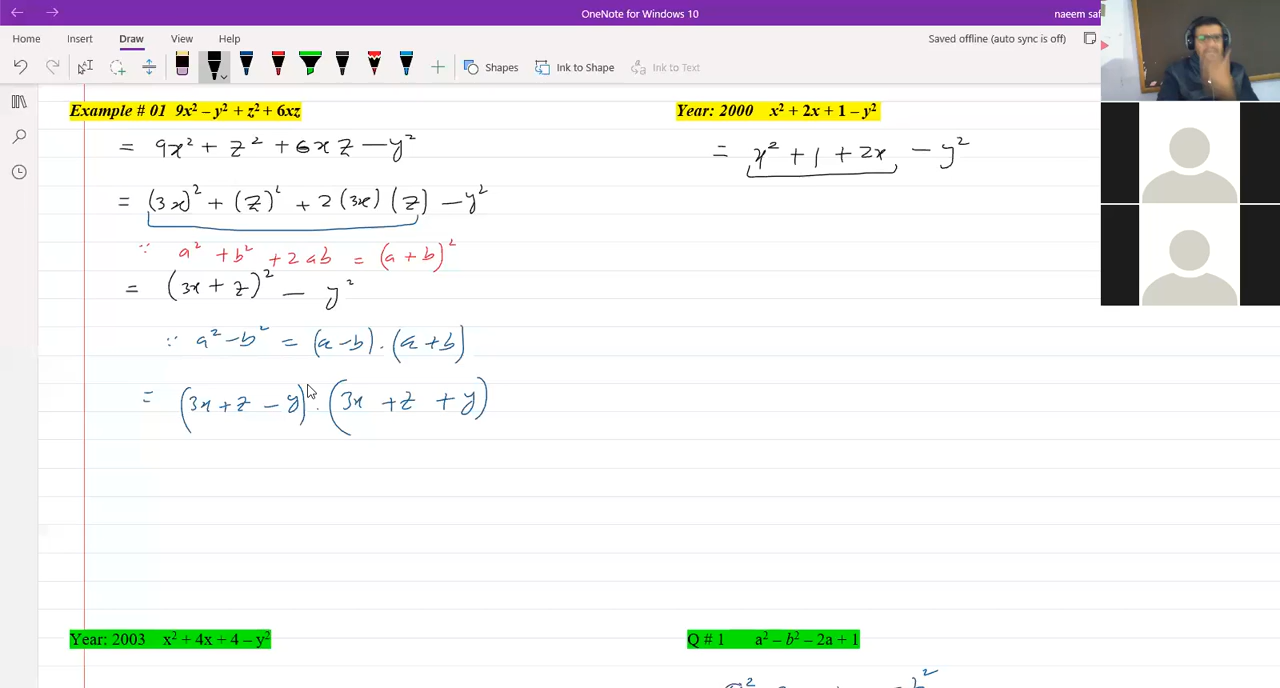 OneNote for Windows 10
naeem saf
Home Insert Draw View Help
Saved offline (auto sync is off)
Shapes Ink to Shape Ink to Text
Example # 01 9x² – y² + z² + 6xz
= 9x² + z² + 6xz – y²
= (3x)² + (z)² + 2(3x)(z) – y²
∵ a² + b² + 2ab = (a + b)²
= (3x + z)² – y²
∵ a² – b² = (a – b) . (a + b)
= (3x + z – y) . (3x + z + y)
Year: 2000 x² + 2x + 1 – y²
= x² + 1 + 2x – y²
Year: 2003 x² + 4x + 4 – y²
Q # 1 a² – b² – 2a + 1